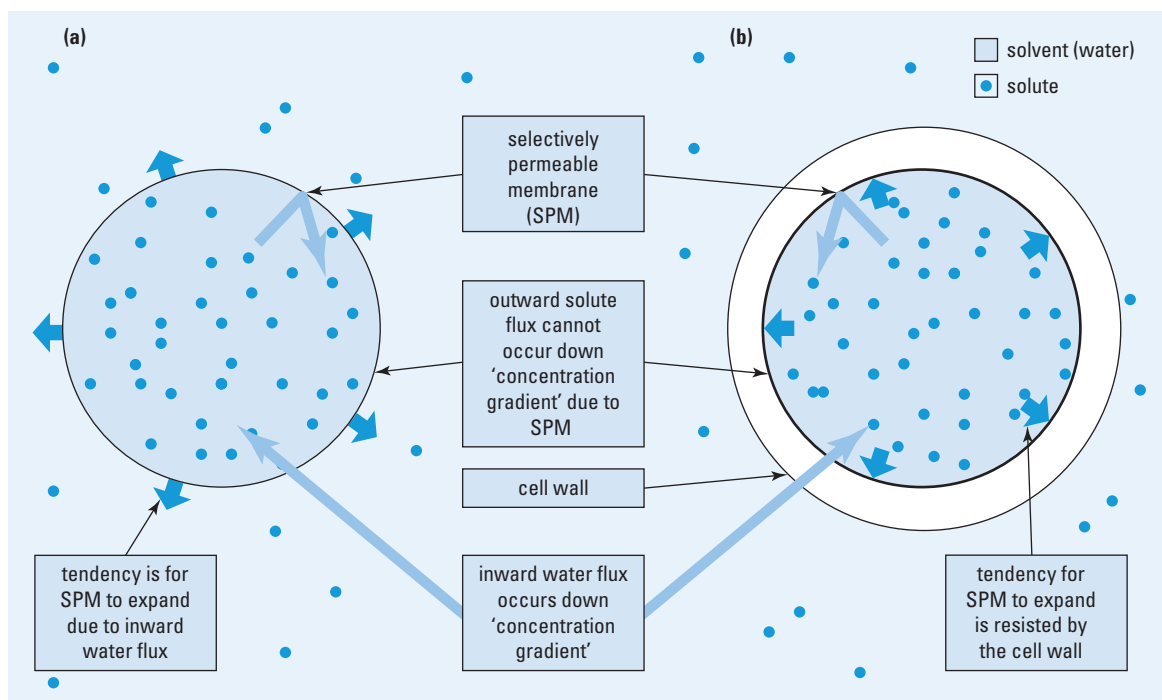 (a)
(b)
solvent (water)
solute
selectively
permeable
membrane
(SPM)
outward solute
flux cannot
occur down
‘concentration
gradient’ due to
SPM
cell wall
tendency is for
SPM to expand
due to inward
water flux
inward water flux
occurs down
‘concentration
gradient’
tendency for
SPM to expand
is resisted by
the cell wall